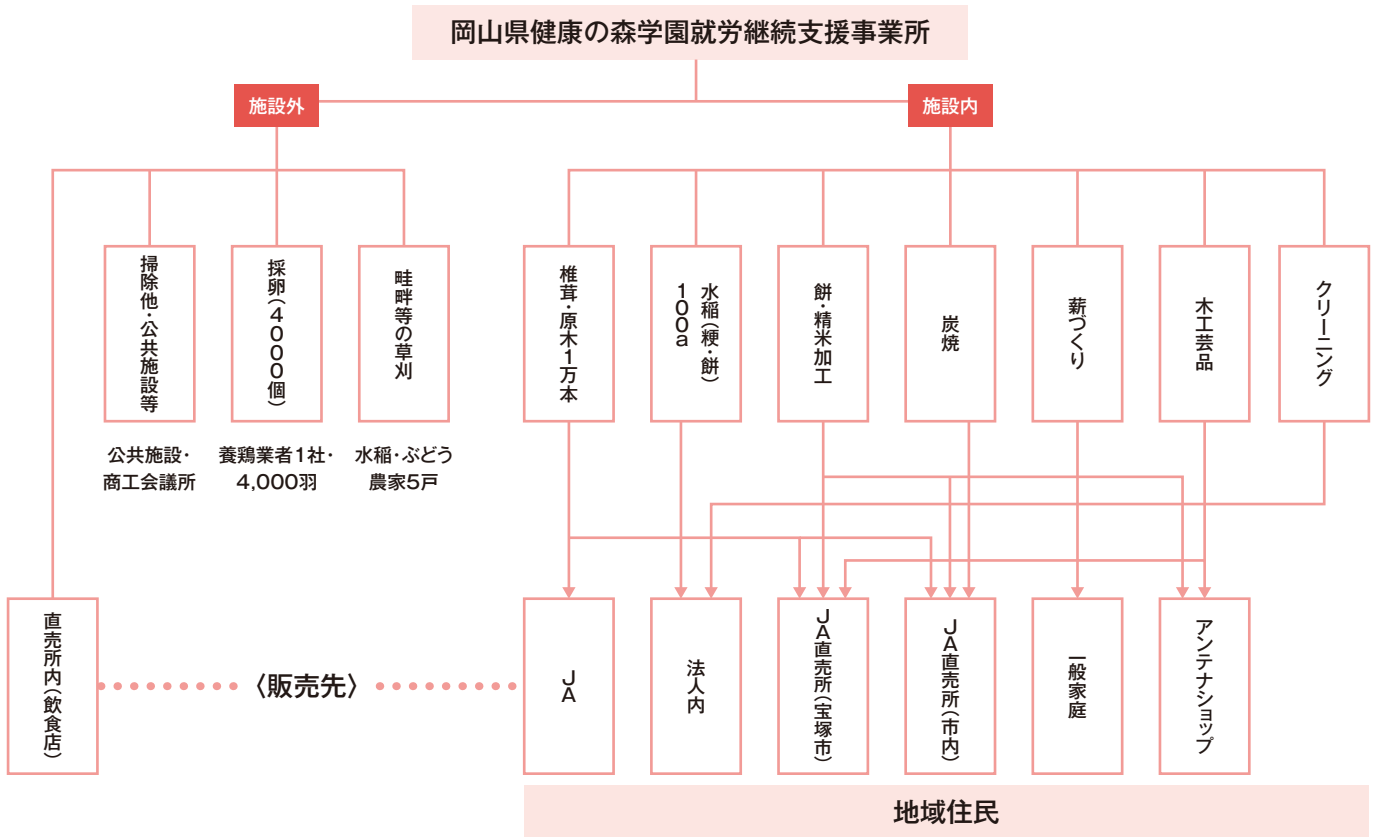 岡山県健康の森学園就労継続支援事業所
施設外
施設内
掃除他・公共施設等
採卵(4000個)
畦畔等の草刈
椎茸・原木1万本
水稲(粳・餅)
100a
餅・精米加工
炭焼
薪づくり
木工芸品
クリーニング
公共施設・
商工会議所
養鶏業者1社・
4,000羽
水稲・ぶどう
農家5戸
直売所内(飲食店)
〈販売先〉
JA
法人内
JA直売所(宝塚市)
JA直売所(市内)
一般家庭
アンテナショップ
地域住民